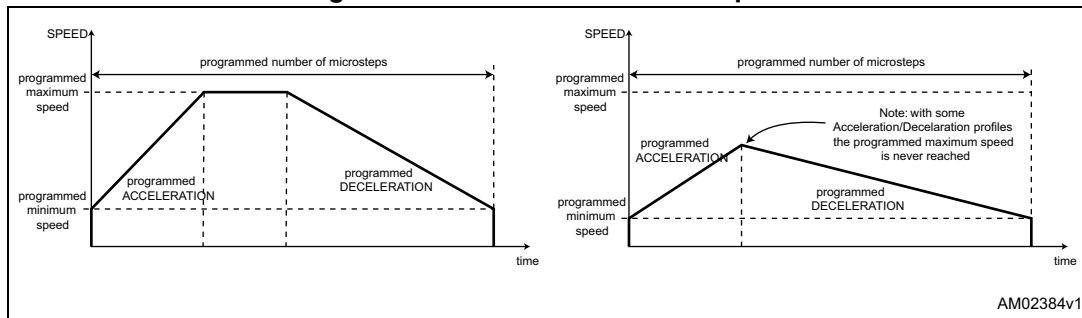 SPEED
programmed number of microsteps
programmed
maximum
speed
programmed
ACCELERATION
programmed
DECELERATION
programmed
minimum
speed
time
SPEED
programmed number of microsteps
programmed
maximum
speed
Note: with some
Acceleration/Decelaration profiles
the programmed maximum speed
is never reached
programmed
ACCELERATION
programmed
DECELERATION
programmed
minimum
speed
time
AM02384v1